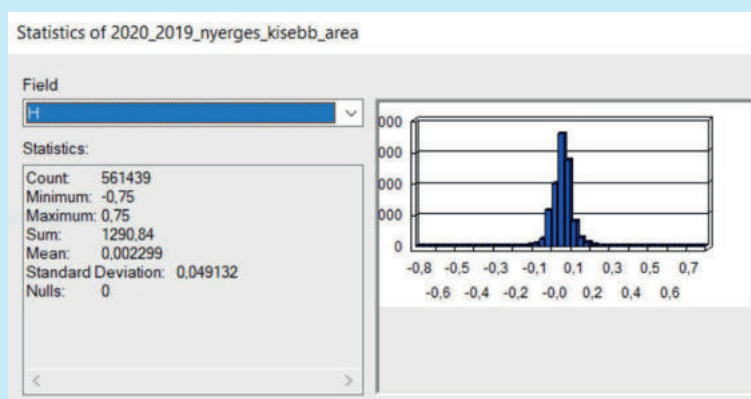 Statistics of 2020_2019_nyerges_kisebb_area
Field
H
Statistics:
Count: 561439
Minimum: -0,75
Maximum: 0,75
Sum: 1290,84
Mean: 0,002299
Standard Deviation: 0,049132
Nulls: 0
000
000
000
000
0
-0,8 -0,5 -0,3 -0,1 0,1 0,3 0,5 0,7
-0,6 -0,4 -0,2 -0,0 0,2 0,4 0,6